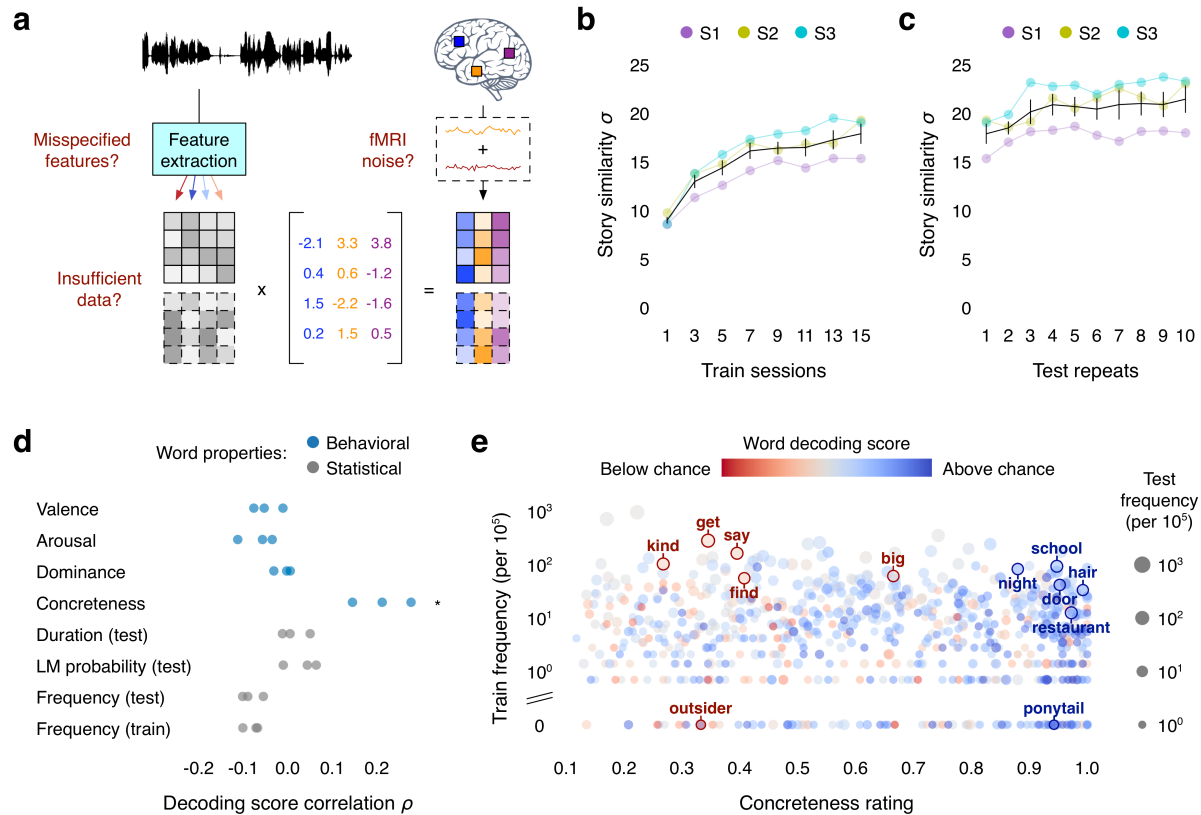 a
Misspecified
features?
Feature
extraction
fMRI
noise?
+
Insufficient
data?
x
-2.1 3.3 3.8
0.4 0.6 -1.2
1.5 -2.2 -1.6
0.2 1.5 0.5
=
b
S1 S2 S3
Story similarity σ
25
20
15
10
5
0
1 3 5 7 9 11 13 15
Train sessions
c
S1 S2 S3
Story similarity σ
25
20
15
10
5
0
1 2 3 4 5 6 7 8 9 10
Test repeats
d
Word properties:
Behavioral
Statistical
Valence
Arousal
Dominance
Concreteness
*
Duration (test)
LM probability (test)
Frequency (test)
Frequency (train)
-0.2 -0.1 0.0 0.1 0.2
Decoding score correlation ρ
e
Word decoding score
Below chance
Above chance
Train frequency (per 10⁵)
10³
10²
10¹
10⁰
0
get
say
kind
find
big
school
night
hair
door
restaurant
outsider
ponytail
0.1 0.2 0.3 0.4 0.5 0.6 0.7 0.8 0.9 1.0
Concreteness rating
Test
frequency
(per 10⁵)
10³
10²
10¹
10⁰